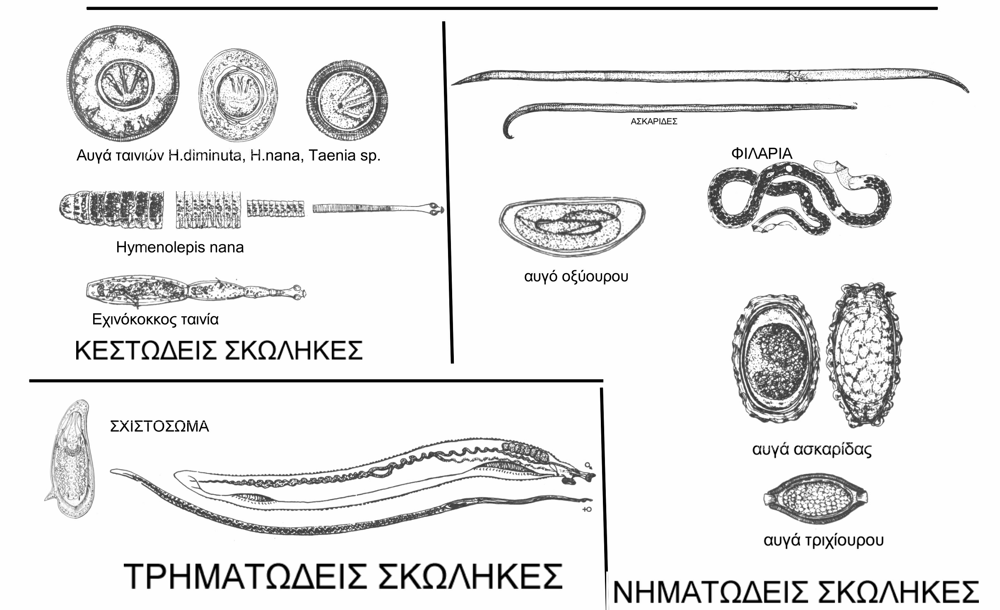 Αυγά ταινιών H.diminuta, H.nana, Taenia sp.
Hymenolepis nana
Εχινόκοκκος ταινία
ΚΕΣΤΩΔΕΙΣ ΣΚΩΛΗΚΕΣ
ΑΣΚΑΡΙΔΕΣ
ΦΙΛΑΡΙΑ
αυγό οξύουρου
αυγά ασκαρίδας
αυγά τριχίουρου
ΝΗΜΑΤΩΔΕΙΣ ΣΚΩΛΗΚΕΣ
ΣΧΙΣΤΟΣΩΜΑ
ΤΡΗΜΑΤΩΔΕΙΣ ΣΚΩΛΗΚΕΣ